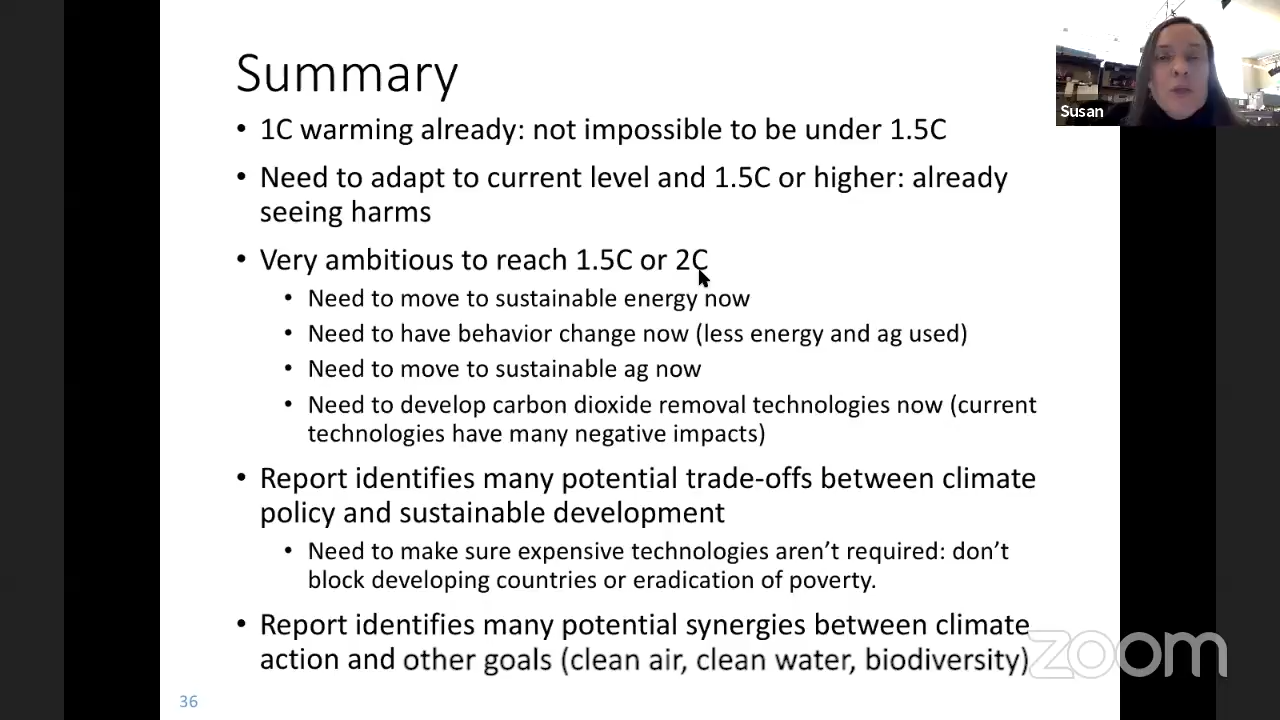 Summary
• 1C warming already: not impossible to be under 1.5C
• Need to adapt to current level and 1.5C or higher: already
seeing harms
• Very ambitious to reach 1.5C or 2C
• Need to move to sustainable energy now
• Need to have behavior change now (less energy and ag used)
• Need to move to sustainable ag now
• Need to develop carbon dioxide removal technologies now (current
technologies have many negative impacts)
• Report identifies many potential trade-offs between climate
policy and sustainable development
• Need to make sure expensive technologies aren’t required: don’t
block developing countries or eradication of poverty.
• Report identifies many potential synergies between climate
action and other goals (clean air, clean water, biodiversity)
36
Susan
zoom